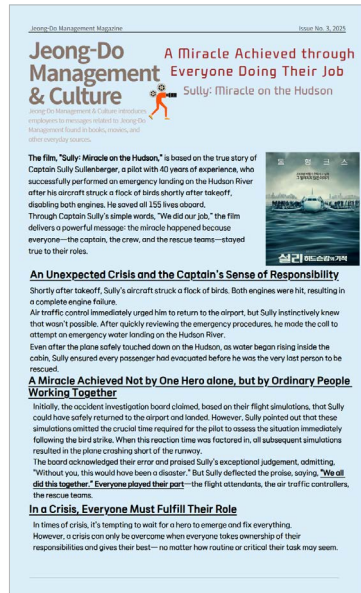 Jeong-Do Management Magazine
Issue No. 3, 2025
Jeong-Do
Management
& Culture
Jeong-Do Management & Culture introduces
employees to messages related to Jeong-Do
Management found in books, movies, and
other everyday sources.
A Miracle Achieved through
Everyone Doing Their Job
Sully: Miracle on the Hudson
The film, "Sully: Miracle on the Hudson," is based on the true story of
Captain Sully Sullenberger, a pilot with 40 years of experience, who
successfully performed an emergency landing on the Hudson River
after his aircraft struck a flock of birds shortly after takeoff,
disabling both engines. He saved all 155 lives aboard.
Through Captain Sully's simple words, "We did our job," the film
delivers a powerful message: the miracle happened because
everyone—the captain, the crew, and the rescue teams—stayed
true to their roles.
톰 행크스
설리 허드슨강의 기적
An Unexpected Crisis and the Captain's Sense of Responsibility
Shortly after takeoff, Sully's aircraft struck a flock of birds. Both engines were hit, resulting in
a complete engine failure.
Air traffic control immediately urged him to return to the airport, but Sully instinctively knew
that wasn't possible. After quickly reviewing the emergency procedures, he made the call to
attempt an emergency water landing on the Hudson River.
Even after the plane safely touched down on the Hudson, as water began rising inside the
cabin, Sully ensured every passenger had evacuated before he was the very last person to be
rescued.
A Miracle Achieved Not by One Hero alone, but by Ordinary People
Working Together
Initially, the accident investigation board claimed, based on their flight simulations, that Sully
could have safely returned to the airport and landed. However, Sully pointed out that these
simulations omitted the crucial time required for the pilot to assess the situation immediately
following the bird strike. When this reaction time was factored in, all subsequent simulations
resulted in the plane crashing short of the runway.
The board acknowledged their error and praised Sully's exceptional judgement, admitting,
"Without you, this would have been a disaster." But Sully deflected the praise, saying, "We all
did this together." Everyone played their part—the flight attendants, the air traffic controllers,
the rescue teams.
In a Crisis, Everyone Must Fulfill Their Role
In times of crisis, it's tempting to wait for a hero to emerge and fix everything.
However, a crisis can only be overcome when everyone takes ownership of their
responsibilities and gives their best— no matter how routine or critical their task may seem.